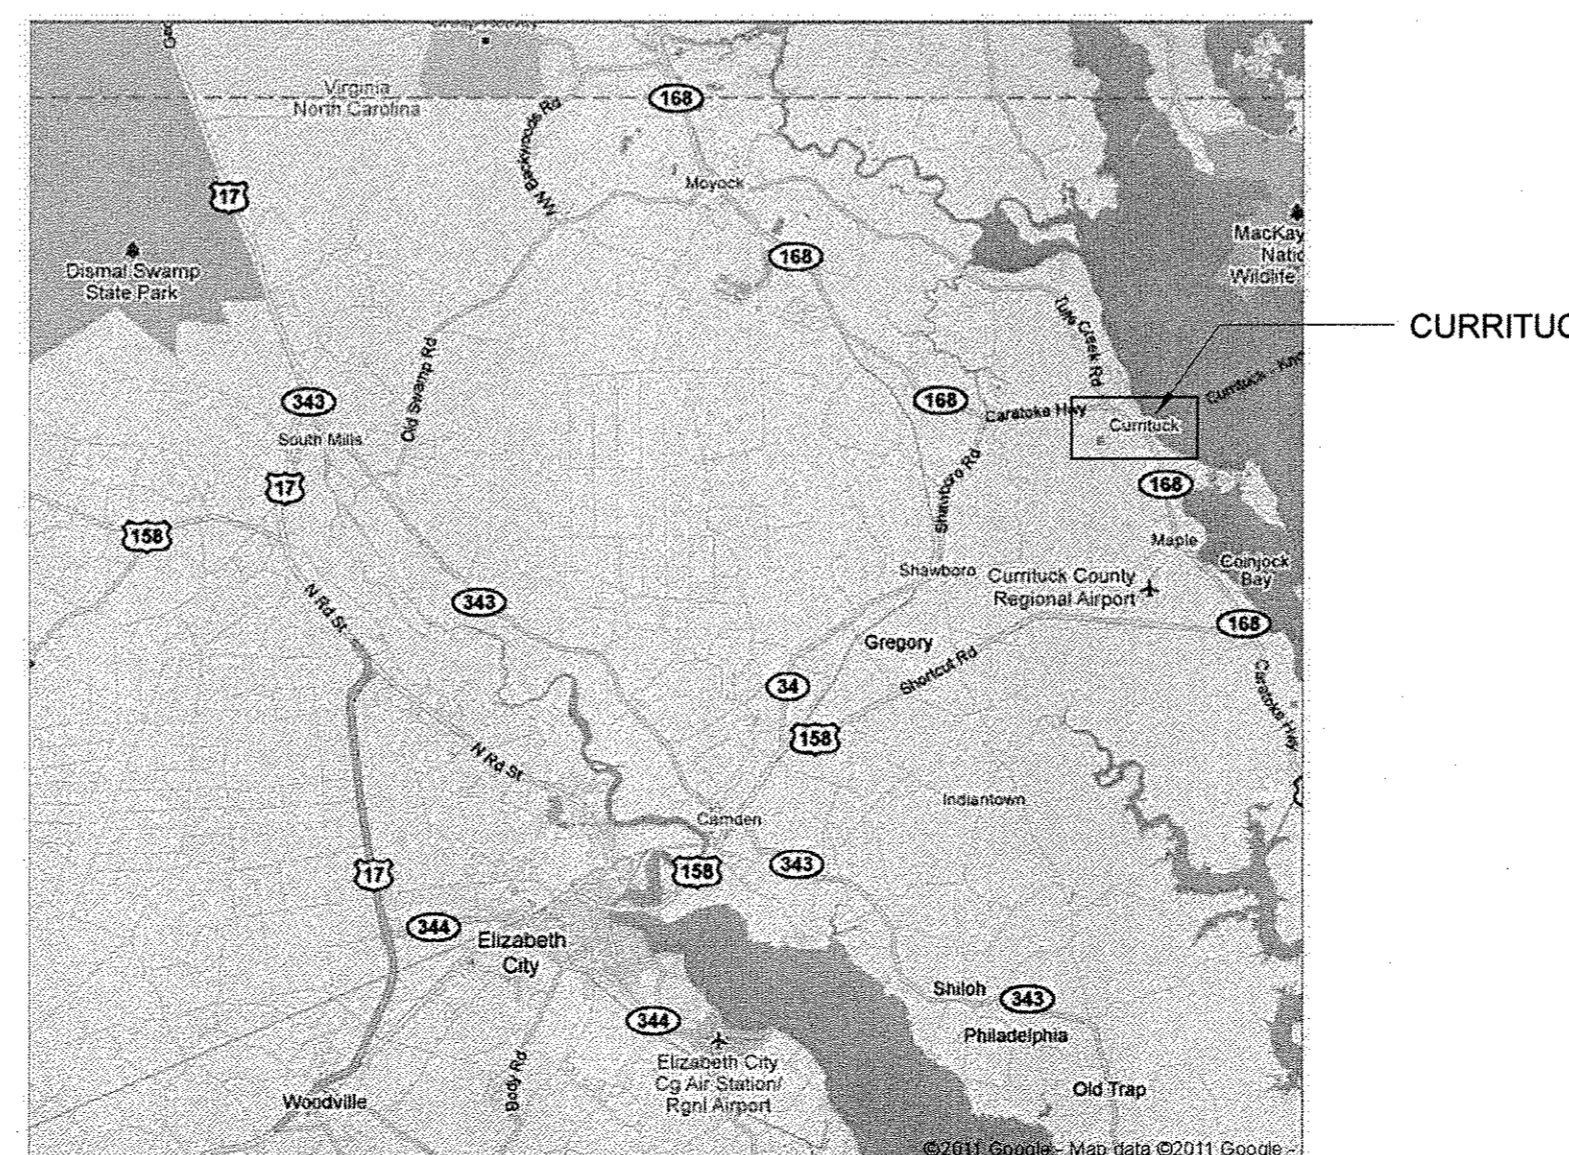 Virginia
North Carolina
168
NW Backwoods Rd
Moyock
17
168
Dismal Swamp
State Park
MacKay
Natio
Wildlife
Tulls Creek Rd
CURRITUC
Old Swamp Rd
343
168
Caratoke Hwy
Currituck - Kno
Currituck
South Mills
17
Shawboro Rd
168
158
Maple
Shawboro
Currituck County
Regional Airport
Coinjock
Bay
N Rd St
343
168
Gregory
Shortcut Rd
34
Caratoke Hwy
158
N Rd St
Indiantown
Camden
17
158
343
344
Elizabeth
City
Shiloh
343
344
Philadelphia
Elizabeth City
Cg Air Station/
Rgnl Airport
Body Rd
Old Trap
Woodville
©2011 Google - Map data ©2011 Google -